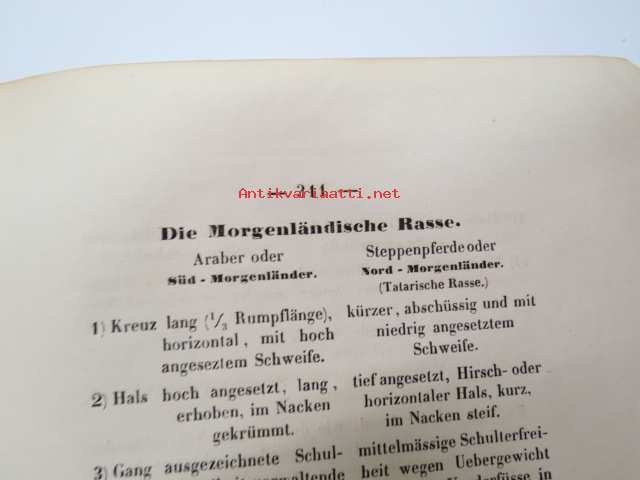 — 341 —
Antikvariaatti.net
Die Morgenländische Rasse.
Araber oder
Süd - Morgenländer.
Steppenpferde oder
Nord - Morgenländer.
(Tatarische Rasse.)
1) Kreuz lang (1/3 Rumpflänge),
horizontal, mit hoch
angeseztem Schweife.
kürzer, abschüssig und mit
niedrig angesetztem
Schweife.
2) Hals hoch angesetzt, lang,
erhoben, im Nacken
gekrümmt.
tief angesetzt, Hirsch- oder
horizontaler Hals, kurz,
im Nacken steif.
3) Gang ausgezeichnete Schul-
mittelmässige Schulterfrei-
heit wegen Uebergewicht